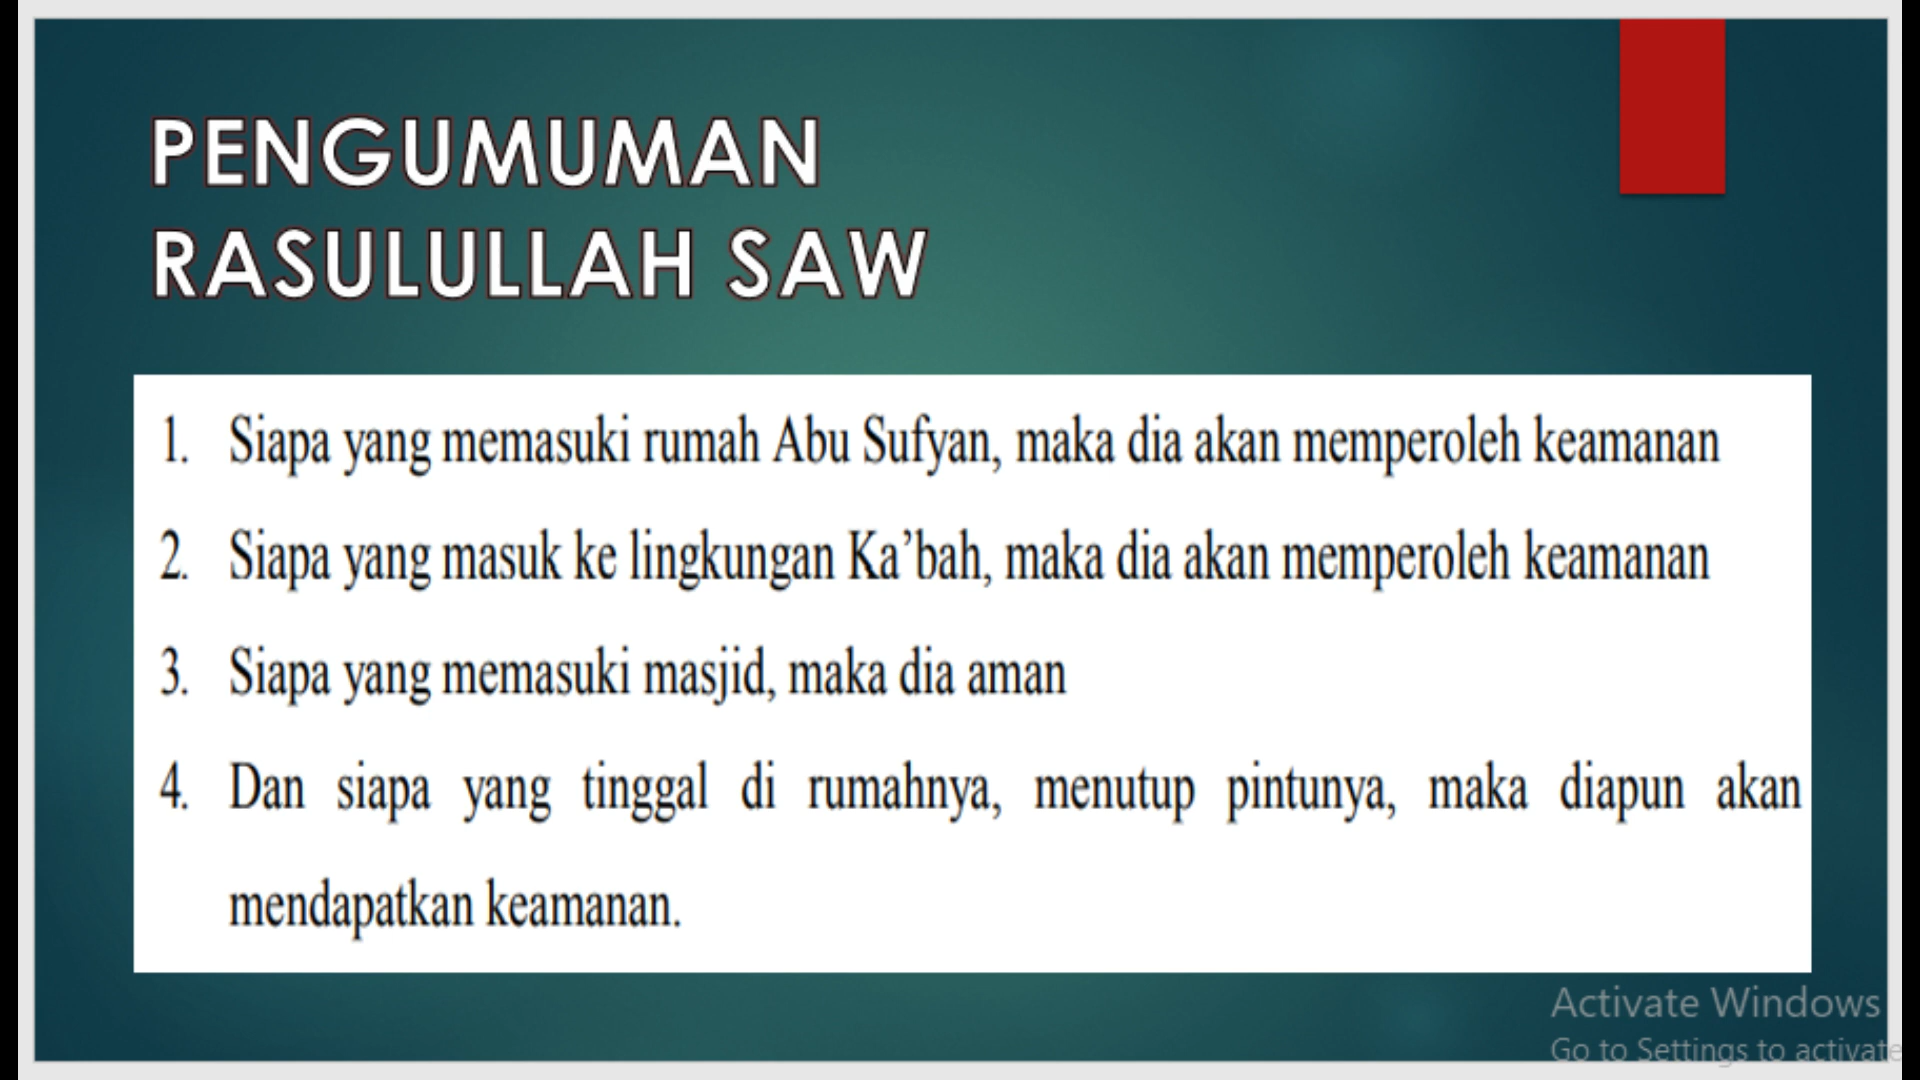 PENGUMUMAN
RASULULLAH SAW
1. Siapa yang memasuki rumah Abu Sufyan, maka dia akan memperoleh keamanan
2. Siapa yang masuk ke lingkungan Ka’bah, maka dia akan memperoleh keamanan
3. Siapa yang memasuki masjid, maka dia aman
4. Dan siapa yang tinggal di rumahnya, menutup pintunya, maka diapun akan
mendapatkan keamanan.
Activate Windows
Go to Settings to activate